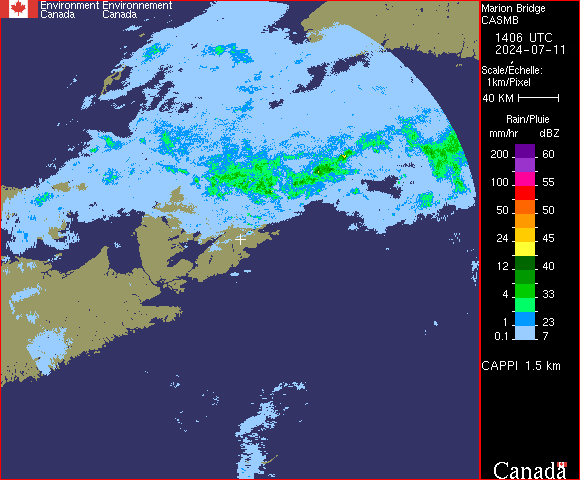 Environment Environnement
Canada Canada
Marion Bridge
CASMB
1406 UTC
2024-07-11
Scale/Échelle:
1km/Pixel
40 KM
Rain/Pluie
mm/hr dBZ
200 60
100 55
50 50
24 45
12 40
4 33
1 23
0.1 7
CAPPI 1.5 km
Canada